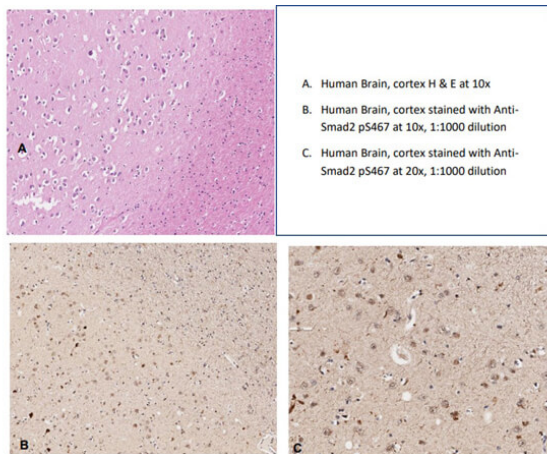 A
A. Human Brain, cortex H & E at 10x
B. Human Brain, cortex stained with Anti-
Smad2 pS467 at 10x, 1:1000 dilution
C. Human Brain, cortex stained with Anti-
Smad2 pS467 at 20x, 1:1000 dilution
B
C